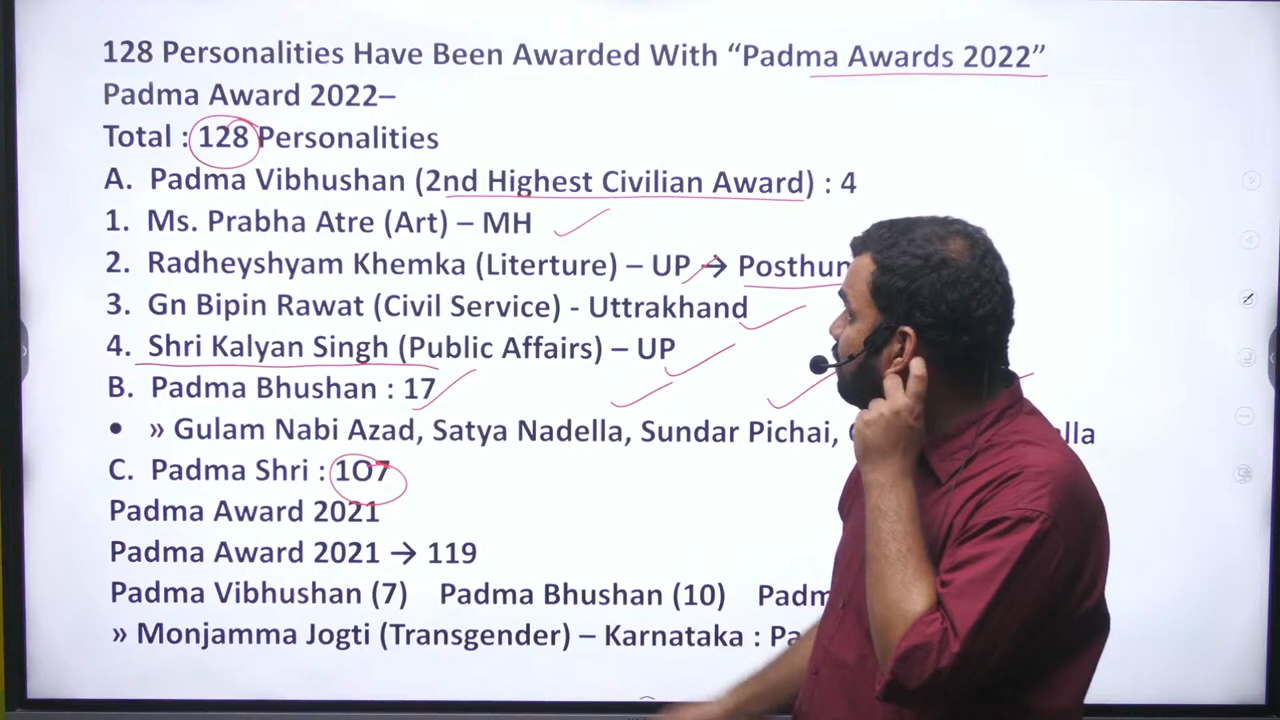 128 Personalities Have Been Awarded With “Padma Awards 2022”
Padma Award 2022–
Total : 128 Personalities
A. Padma Vibhushan (2nd Highest Civilian Award) : 4
1. Ms. Prabha Atre (Art) – MH
2. Radheyshyam Khemka (Literture) – UP →
3. Gn Bipin Rawat (Civil Service) - Uttrakhand
4. Shri Kalyan Singh (Public Affairs) – UP
B. Padma Bhushan : 17
• » Gulam Nabi Azad, Satya Nadella, Sundar Pichai,
C. Padma Shri : 1O7
Padma Award 2021
Padma Award 2021 → 119
Padma Vibhushan (7) Padma Bhushan (10)
» Monjamma Jogti (Transgender) – Karnataka :